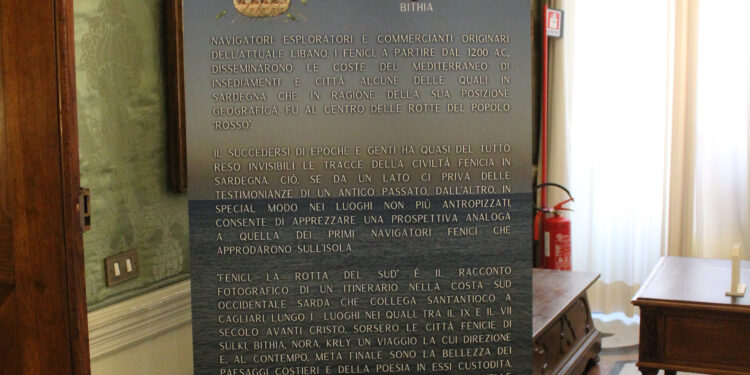 BITHIA
NAVIGATORI, ESPLORATORI E COMMERCIANTI ORIGINARI
DELL'ATTUALE LIBANO, I FENICI, A PARTIRE DAL 1200 A.C.,
DISSEMINARONO LE COSTE DEL MEDITERRANEO DI
INSEDIAMENTI E CITTÀ, ALCUNE DELLE QUALI IN
SARDEGNA CHE, IN RAGIONE DELLA SUA POSIZIONE
GEOGRAFICA, FU AL CENTRO DELLE ROTTE DEL POPOLO
"ROSSO".
IL SUCCEDERSI DI EPOCHE E GENTI HA QUASI DEL TUTTO
RESO INVISIBILI LE TRACCE DELLA CIVILTÀ FENICIA IN
SARDEGNA. CIÒ, SE DA UN LATO CI PRIVA DELLE
TESTIMONIANZE DI UN ANTICO PASSATO, DALL'ALTRO, IN
SPECIAL MODO NEI LUOGHI NON PIÙ ANTROPIZZATI,
CONSENTE DI APPREZZARE UNA PROSPETTIVA ANALOGA
A QUELLA DEI PRIMI NAVIGATORI FENICI CHE
APPRODARONO SULL'ISOLA.
"FENICI, LA ROTTA DEL SUD" È IL RACCONTO
FOTOGRAFICO DI UN ITINERARIO NELLA COSTA SUD
OCCIDENTALE SARDA CHE COLLEGA SANT'ANTIOCO A
CAGLIARI, LUNGO I LUOGHI NEI QUALI, TRA IL IX E IL VII
SECOLO AVANTI CRISTO, SORSERO LE CITTÀ FENICIE DI
SULKI, BITHIA, NORA, KRLY. UN VIAGGIO LA CUI DIREZIONE
E, AL CONTEMPO, META FINALE SONO LA BELLEZZA DEI
PAESAGGI COSTIERI E DELLA POESIA IN ESSI CUSTODITA.